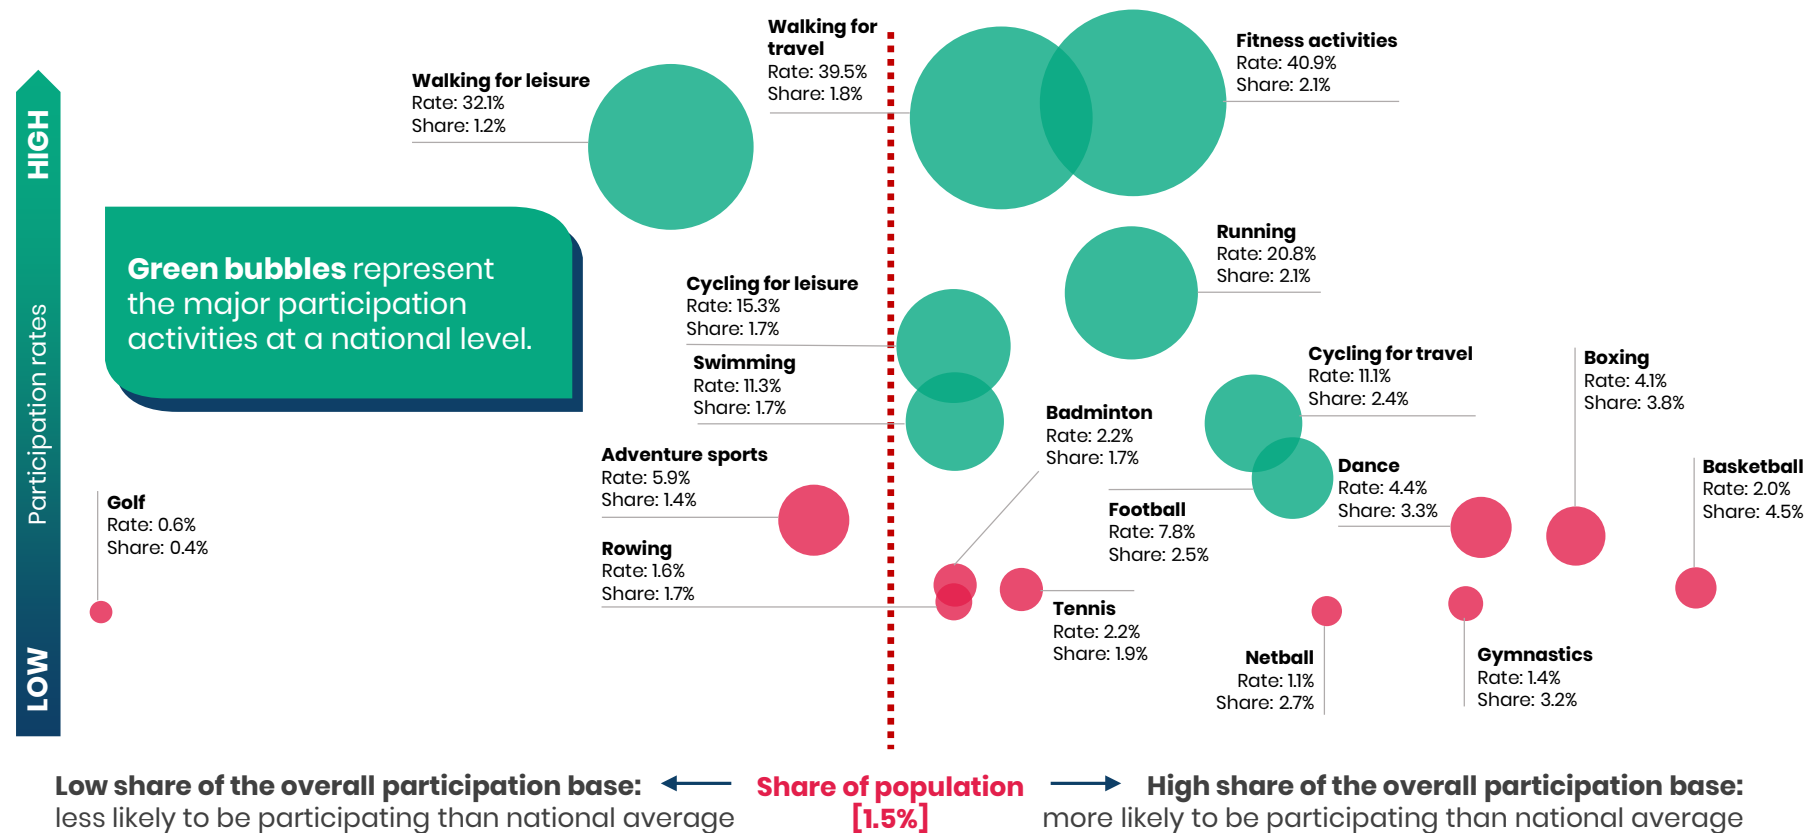 HIGH
Participation rates
LOW
Walking for leisure
Rate: 32.1%
Share: 1.2%
Walking for
travel
Rate: 39.5%
Share: 1.8%
Fitness activities
Rate: 40.9%
Share: 2.1%
Green bubbles represent
the major participation
activities at a national level.
Running
Rate: 20.8%
Share: 2.1%
Cycling for leisure
Rate: 15.3%
Share: 1.7%
Swimming
Rate: 11.3%
Share: 1.7%
Cycling for travel
Rate: 11.1%
Share: 2.4%
Boxing
Rate: 4.1%
Share: 3.8%
Badminton
Rate: 2.2%
Share: 1.7%
Adventure sports
Rate: 5.9%
Share: 1.4%
Dance
Rate: 4.4%
Share: 3.3%
Basketball
Rate: 2.0%
Share: 4.5%
Golf
Rate: 0.6%
Share: 0.4%
Football
Rate: 7.8%
Share: 2.5%
Rowing
Rate: 1.6%
Share: 1.7%
Tennis
Rate: 2.2%
Share: 1.9%
Netball
Rate: 1.1%
Share: 2.7%
Gymnastics
Rate: 1.4%
Share: 3.2%
Low share of the overall participation base:
less likely to be participating than national average
Share of population
[1.5%]
High share of the overall participation base:
more likely to be participating than national average